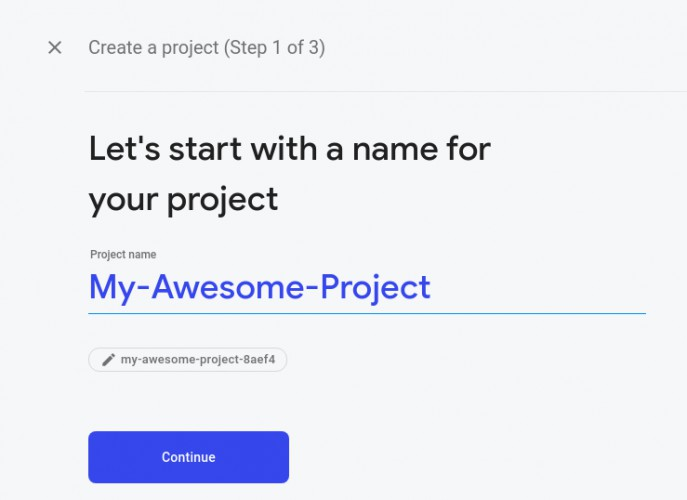 Create a project (Step 1 of 3)
Let's start with a name for
your project
Project name
My-Awesome-Project
my-awesome-project-8aef4
Continue